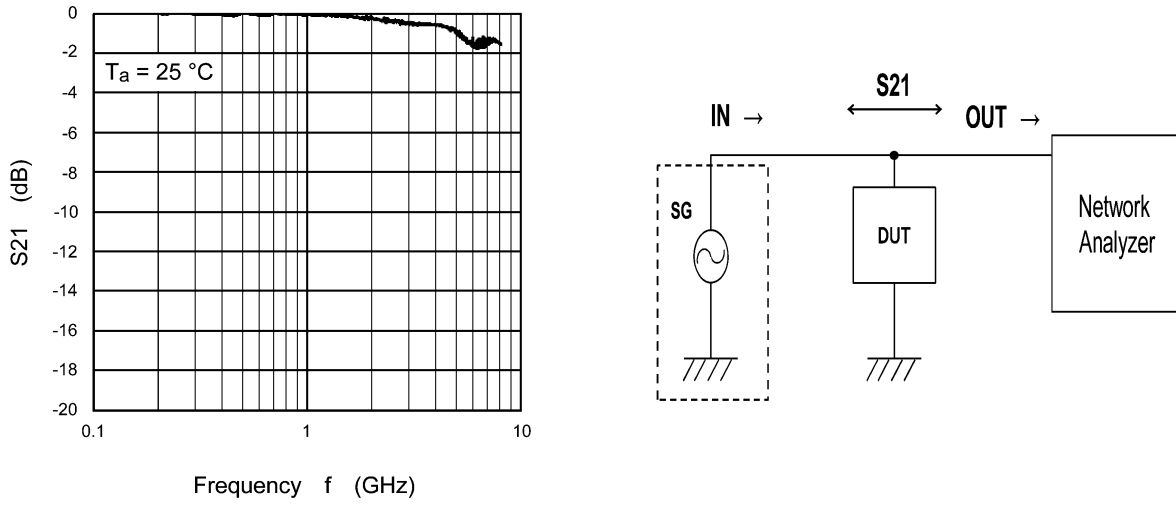 0
-2
-4
-6
-8
-10
-12
-14
-16
-18
-20
Ta = 25 °C
S21 (dB)
0.1
1
10
Frequency f (GHz)
S21
IN →
OUT →
SG
DUT
Network
Analyzer